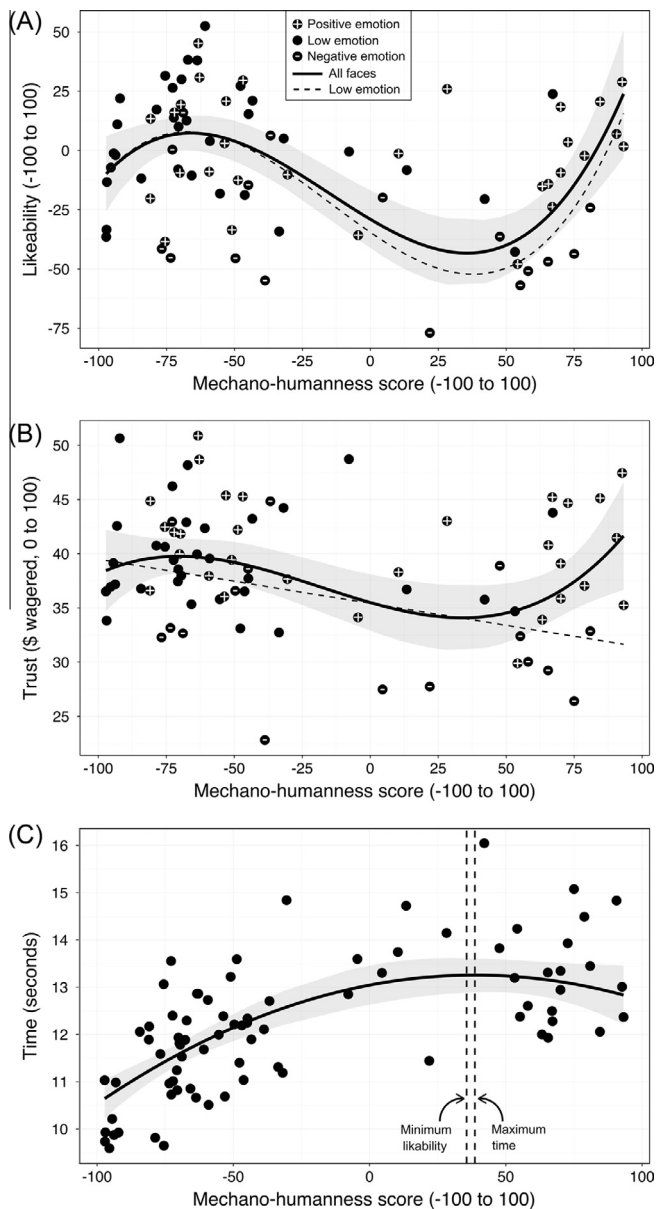 (A)
Positive emotion
Low emotion
Negative emotion
All faces
Low emotion
Likeability (-100 to 100)
50
25
0
-25
-50
-75
-100 -75 -50 -25 0 25 50 75 100
Mechano-humanness score (-100 to 100)
(B)
Trust ($ wagered, 0 to 100)
50
45
40
35
30
25
-100 -75 -50 -25 0 25 50 75 100
Mechano-humanness score (-100 to 100)
(C)
Time (seconds)
16
15
14
13
12
11
10
Minimum likability
Maximum time
-100 -75 -50 -25 0 25 50 75 100
Mechano-humanness score (-100 to 100)